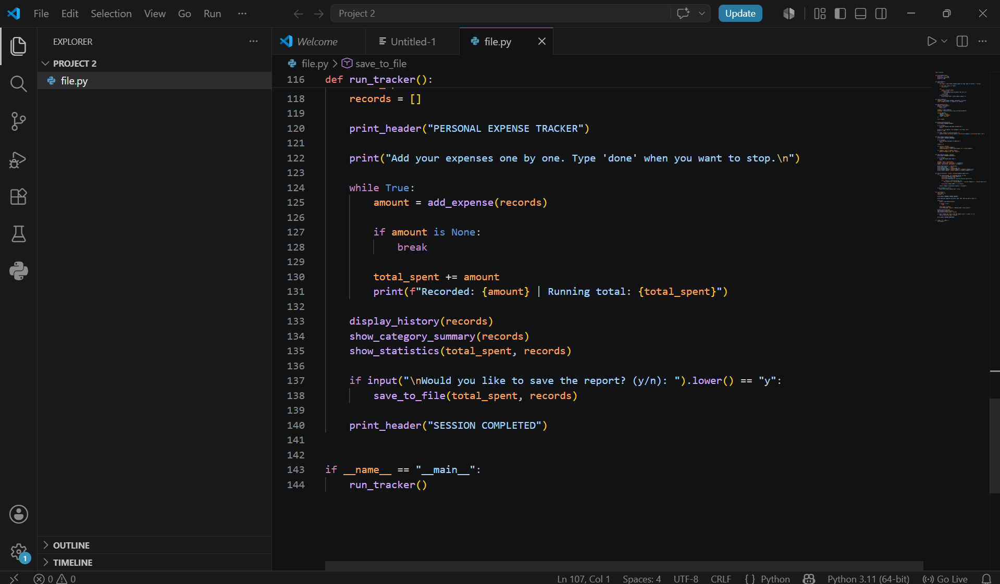 File Edit Selection View Go Run ··· Project 2 Update
EXPLORER ···
PROJECT 2
file.py
OUTLINE
TIMELINE
Welcome Untitled-1 file.py
file.py > save_to_file
116 def run_tracker():
118     records = []
119
120     print_header("PERSONAL EXPENSE TRACKER")
121
122     print("Add your expenses one by one. Type 'done' when you want to stop.\n")
123
124     while True:
125         amount = add_expense(records)
126
127         if amount is None:
128             break
129
130         total_spent += amount
131         print(f"Recorded: {amount} | Running total: {total_spent}")
132
133     display_history(records)
134     show_category_summary(records)
135     show_statistics(total_spent, records)
136
137     if input("\nWould you like to save the report? (y/n): ").lower() == "y":
138         save_to_file(total_spent, records)
139
140     print_header("SESSION COMPLETED")
141
142
143 if __name__ == "__main__":
144     run_tracker()
1
0 0 Ln 107, Col 1 Spaces: 4 UTF-8 CRLF {} Python Python 3.11 (64-bit) Go Live